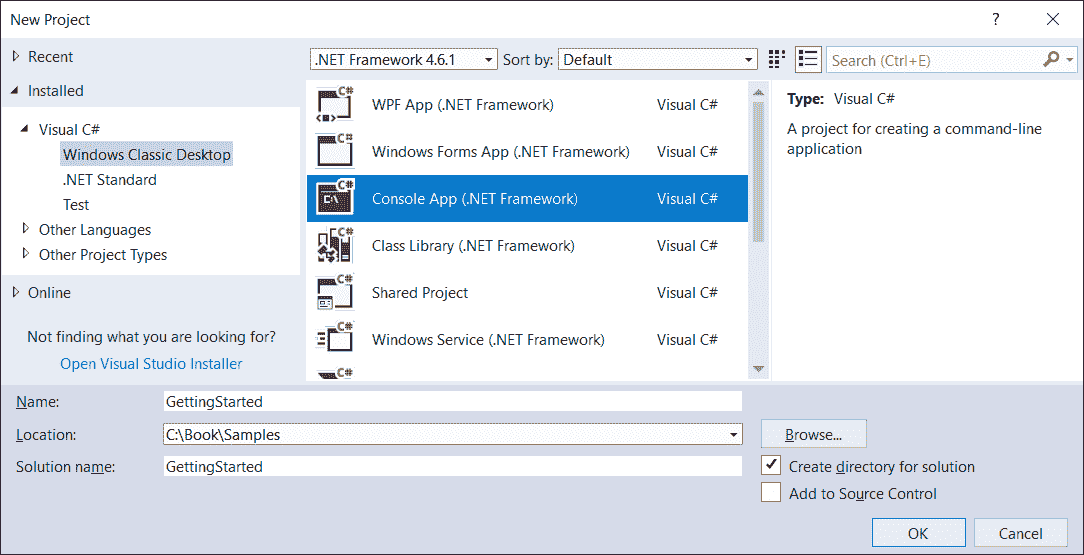 New Project
?
Recent
Installed
Visual C#
Windows Classic Desktop
.NET Standard
Test
Other Languages
Other Project Types
Online
Not finding what you are looking for?
Open Visual Studio Installer
.NET Framework 4.6.1
Sort by:
Default
Search (Ctrl+E)
C# WPF App (.NET Framework) Visual C#
C# Windows Forms App (.NET Framework) Visual C#
C# C:\ Console App (.NET Framework) Visual C#
C# Class Library (.NET Framework) Visual C#
C# Shared Project Visual C#
C# Windows Service (.NET Framework) Visual C#
C#
Type: Visual C#
A project for creating a command-line
application
Name:
GettingStarted
Location:
C:\Book\Samples
Browse...
Solution name:
GettingStarted
Create directory for solution
Add to Source Control
OK
Cancel